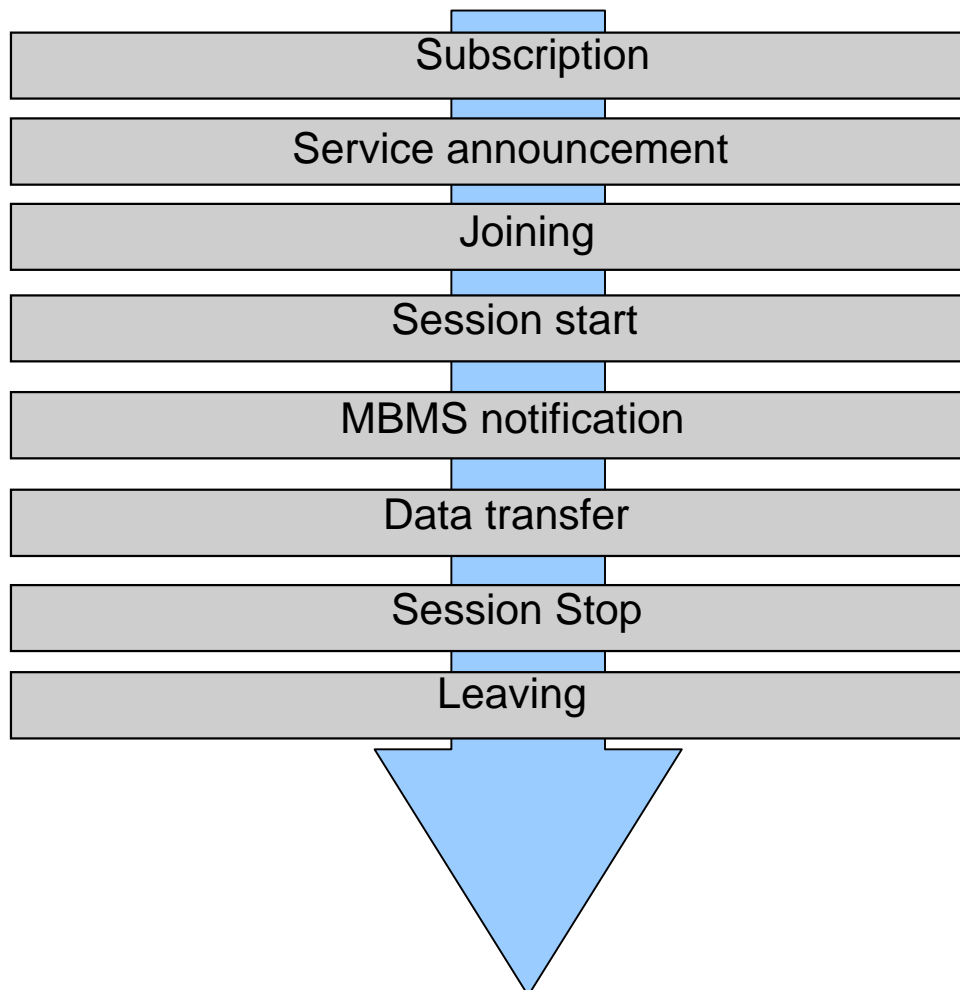 Subscription
Service announcement
Joining
Session start
MBMS notification
Data transfer
Session Stop
Leaving